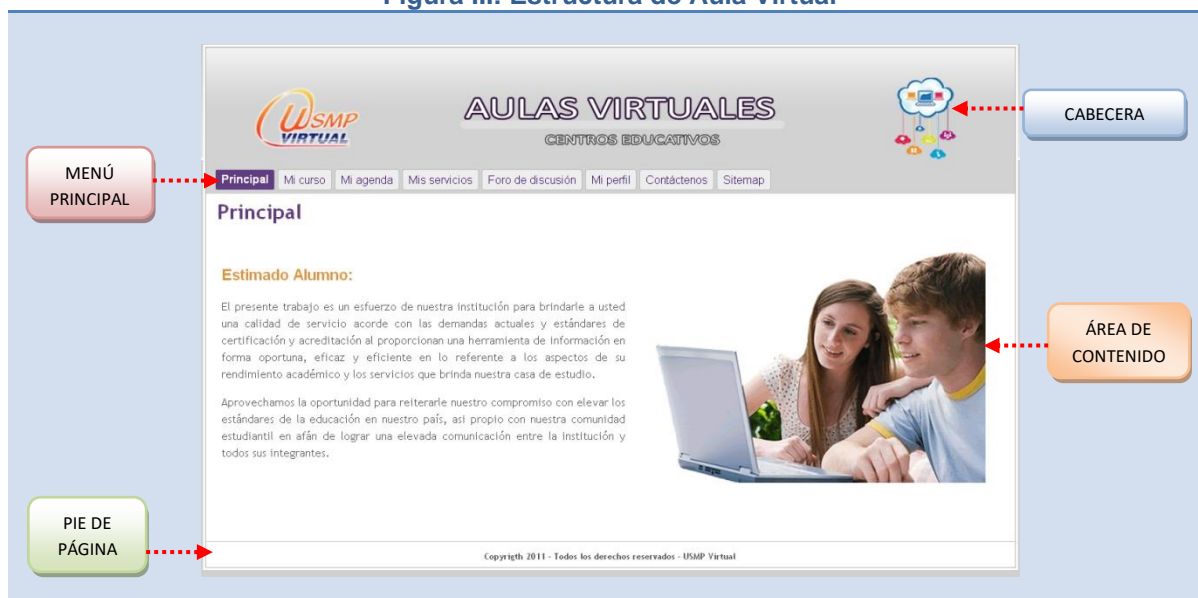 Figura III: Estructura de Aula Virtual
USMP
VIRTUAL
AULAS VIRTUALES
CENTROS EDUCATIVOS
CABECERA
MENÚ
PRINCIPAL
Principal Mi curso Mi agenda Mis servicios Foro de discusión Mi perfil Contáctenos Sitemap
Principal
Estimado Alumno:
El presente trabajo es un esfuerzo de nuestra institución para brindarle a usted
una calidad de servicio acorde con las demandas actuales y estándares de
certificación y acreditación al proporcionan una herramienta de información en
forma oportuna, eficaz y eficiente en lo referente a los aspectos de su
rendimiento académico y los servicios que brinda nuestra casa de estudio.
Aprovechamos la oportunidad para reiterarle nuestro compromiso con elevar los
estándares de la educación en nuestro país, asi propio con nuestra comunidad
estudiantil en afán de lograr una elevada comunicación entre la institución y
todos sus integrantes.
ÁREA DE
CONTENIDO
PIE DE
PÁGINA
Copyrigth 2011 - Todos los derechos reservados - USMP Virtual